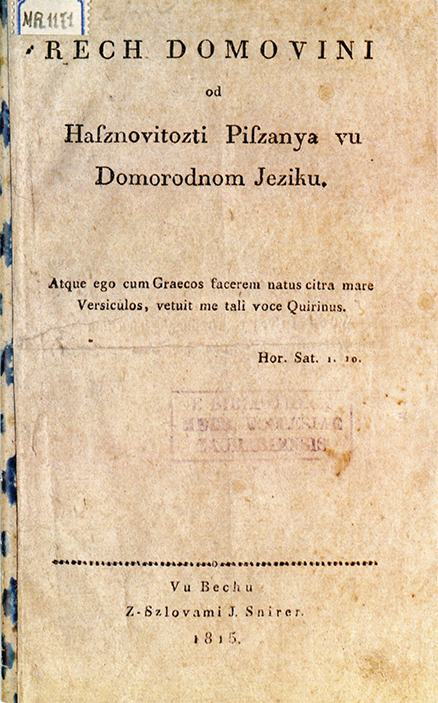 NR.1171
RECH DOMOVINI
od
Haſznovitozti Piſzanya vu
Domorodnom Jeziku.
Atque ego cum Graecos facerem natus citra mare
Versiculos, vetuit me tali voce Quirinus.
Hor. Sat. 1. 10.
Vu Bechu
Z-Szlovami J. Snirer.
1815.